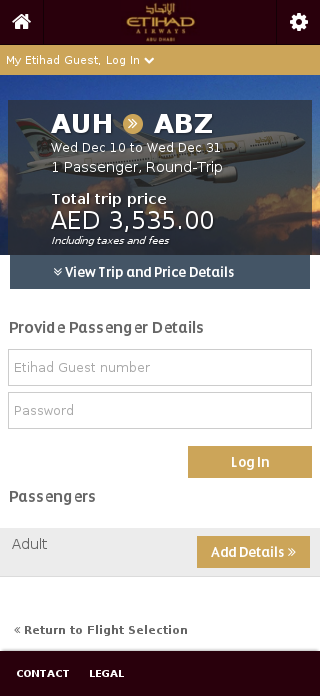 الإتحاد
ETIHAD
AIRWAYS
ABU DHABI
My Etihad Guest, Log In
AUH ABZ
Wed Dec 10 to Wed Dec 31
1 Passenger, Round-Trip
Total trip price
AED 3,535.00
Including taxes and fees
View Trip and Price Details
Provide Passenger Details
Etihad Guest number
Password
Log In
Passengers
Adult
Add Details »
« Return to Flight Selection
CONTACT LEGAL